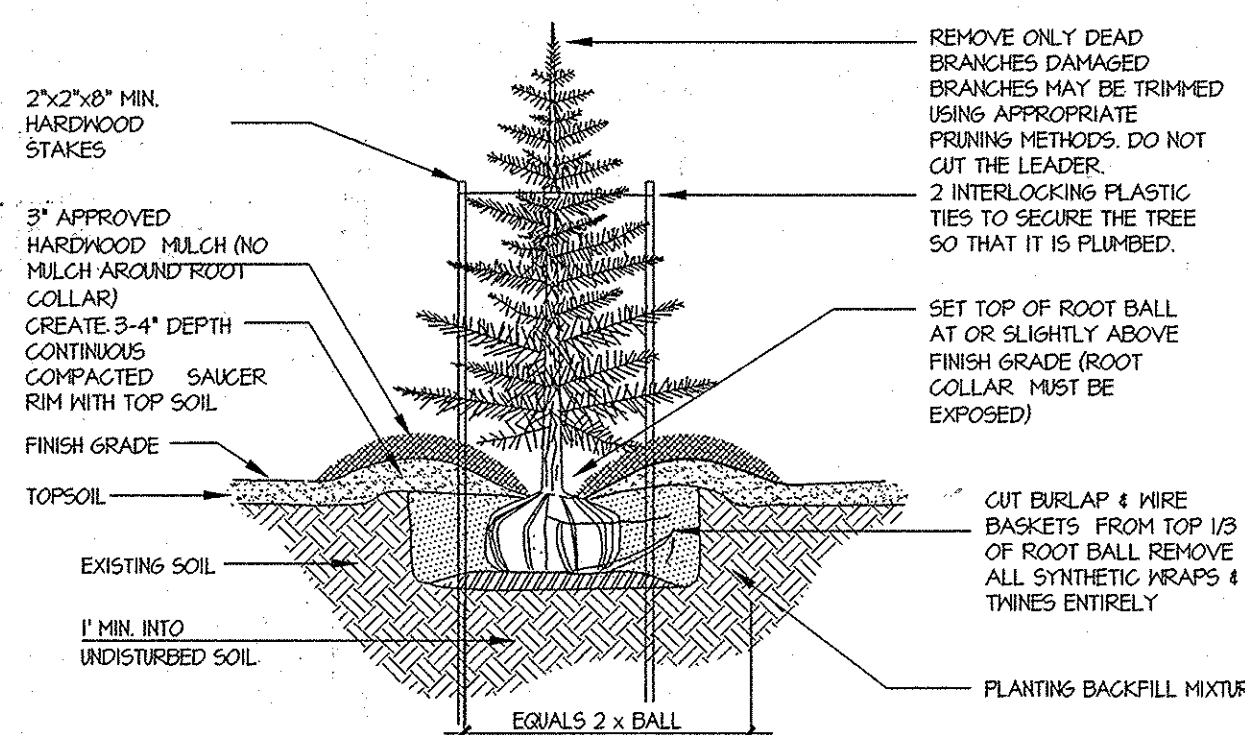 2"x2"x8" MIN.
HARDWOOD
STAKES
3" APPROVED
HARDWOOD MULCH (NO
MULCH AROUND ROOT
COLLAR)
CREATE 3-4" DEPTH
CONTINUOUS
COMPACTED SAUCER
RIM WITH TOP SOIL
FINISH GRADE
TOPSOIL
EXISTING SOIL
1' MIN. INTO
UNDISTURBED SOIL
EQUALS 2 x BALL
REMOVE ONLY DEAD
BRANCHES DAMAGED
BRANCHES MAY BE TRIMMED
USING APPROPRIATE
PRUNING METHODS. DO NOT
CUT THE LEADER.
2 INTERLOCKING PLASTIC
TIES TO SECURE THE TREE
SO THAT IT IS PLUMBED.
SET TOP OF ROOT BALL
AT OR SLIGHTLY ABOVE
FINISH GRADE (ROOT
COLLAR MUST BE
EXPOSED)
CUT BURLAP & WIRE
BASKETS FROM TOP 1/3
OF ROOT BALL REMOVE
ALL SYNTHETIC WRAPS &
TWINES ENTIRELY
PLANTING BACKFILL MIXTUR